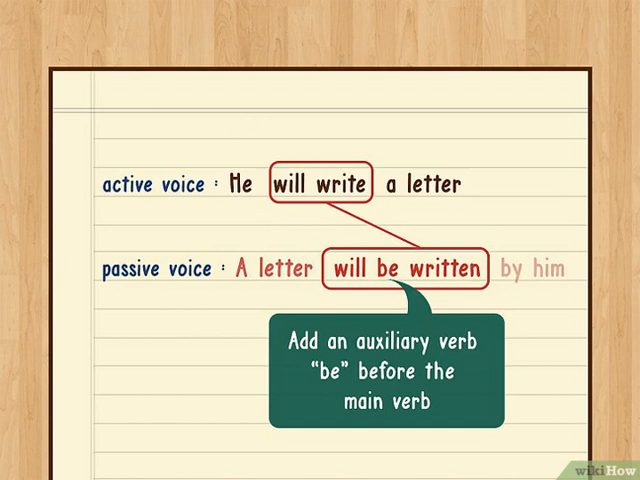 active voice : He will write a letter
passive voice : A letter will be written by him
Add an auxiliary verb
“be” before the
main verb
wikiHow